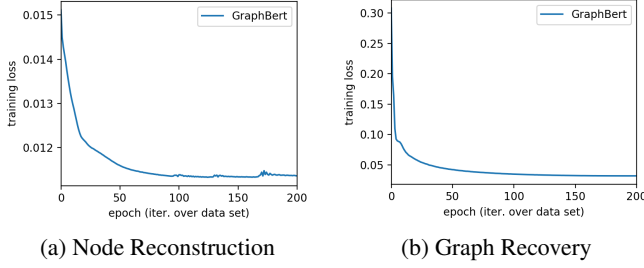 GraphBert
0.015
0.014
0.013
0.012
training loss
0 50 100 150 200
epoch (iter. over data set)
(a) Node Reconstruction
GraphBert
0.30
0.25
0.20
0.15
0.10
0.05
training loss
0 50 100 150 200
epoch (iter. over data set)
(b) Graph Recovery